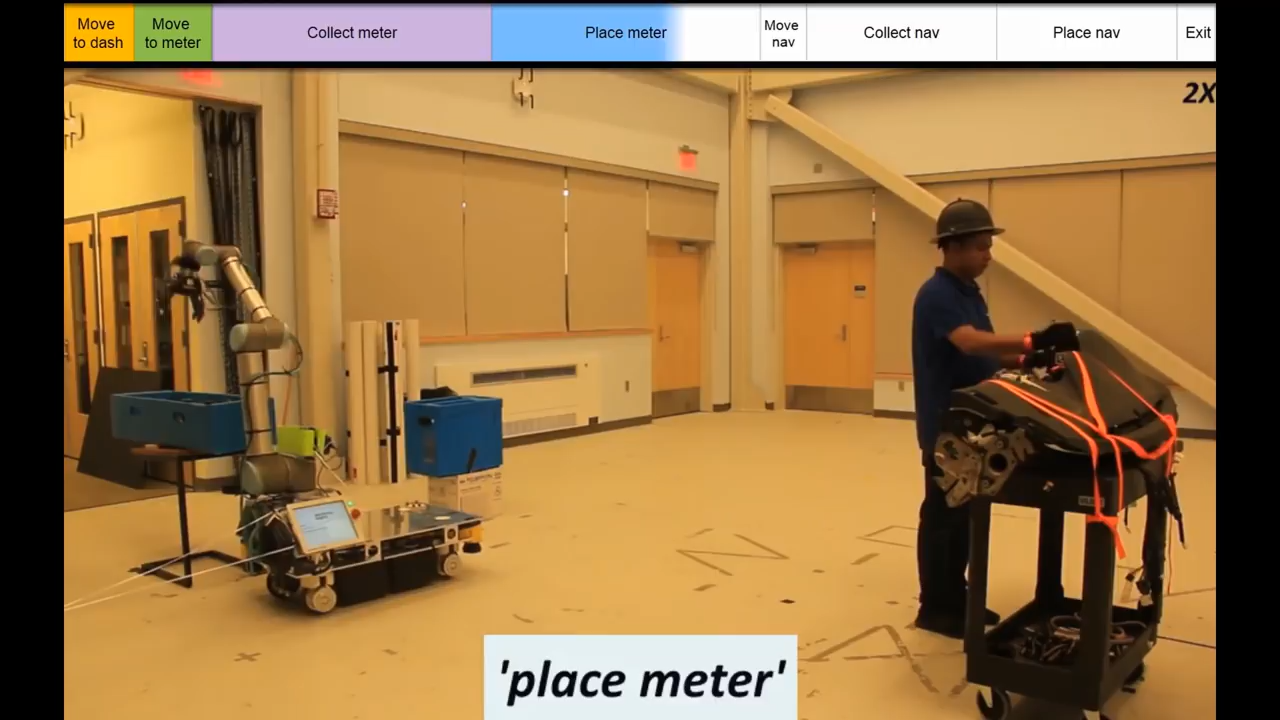 Move to dash
Move to meter
Collect meter
Place meter
Move nav
Collect nav
Place nav
Exit
2X
'place meter'